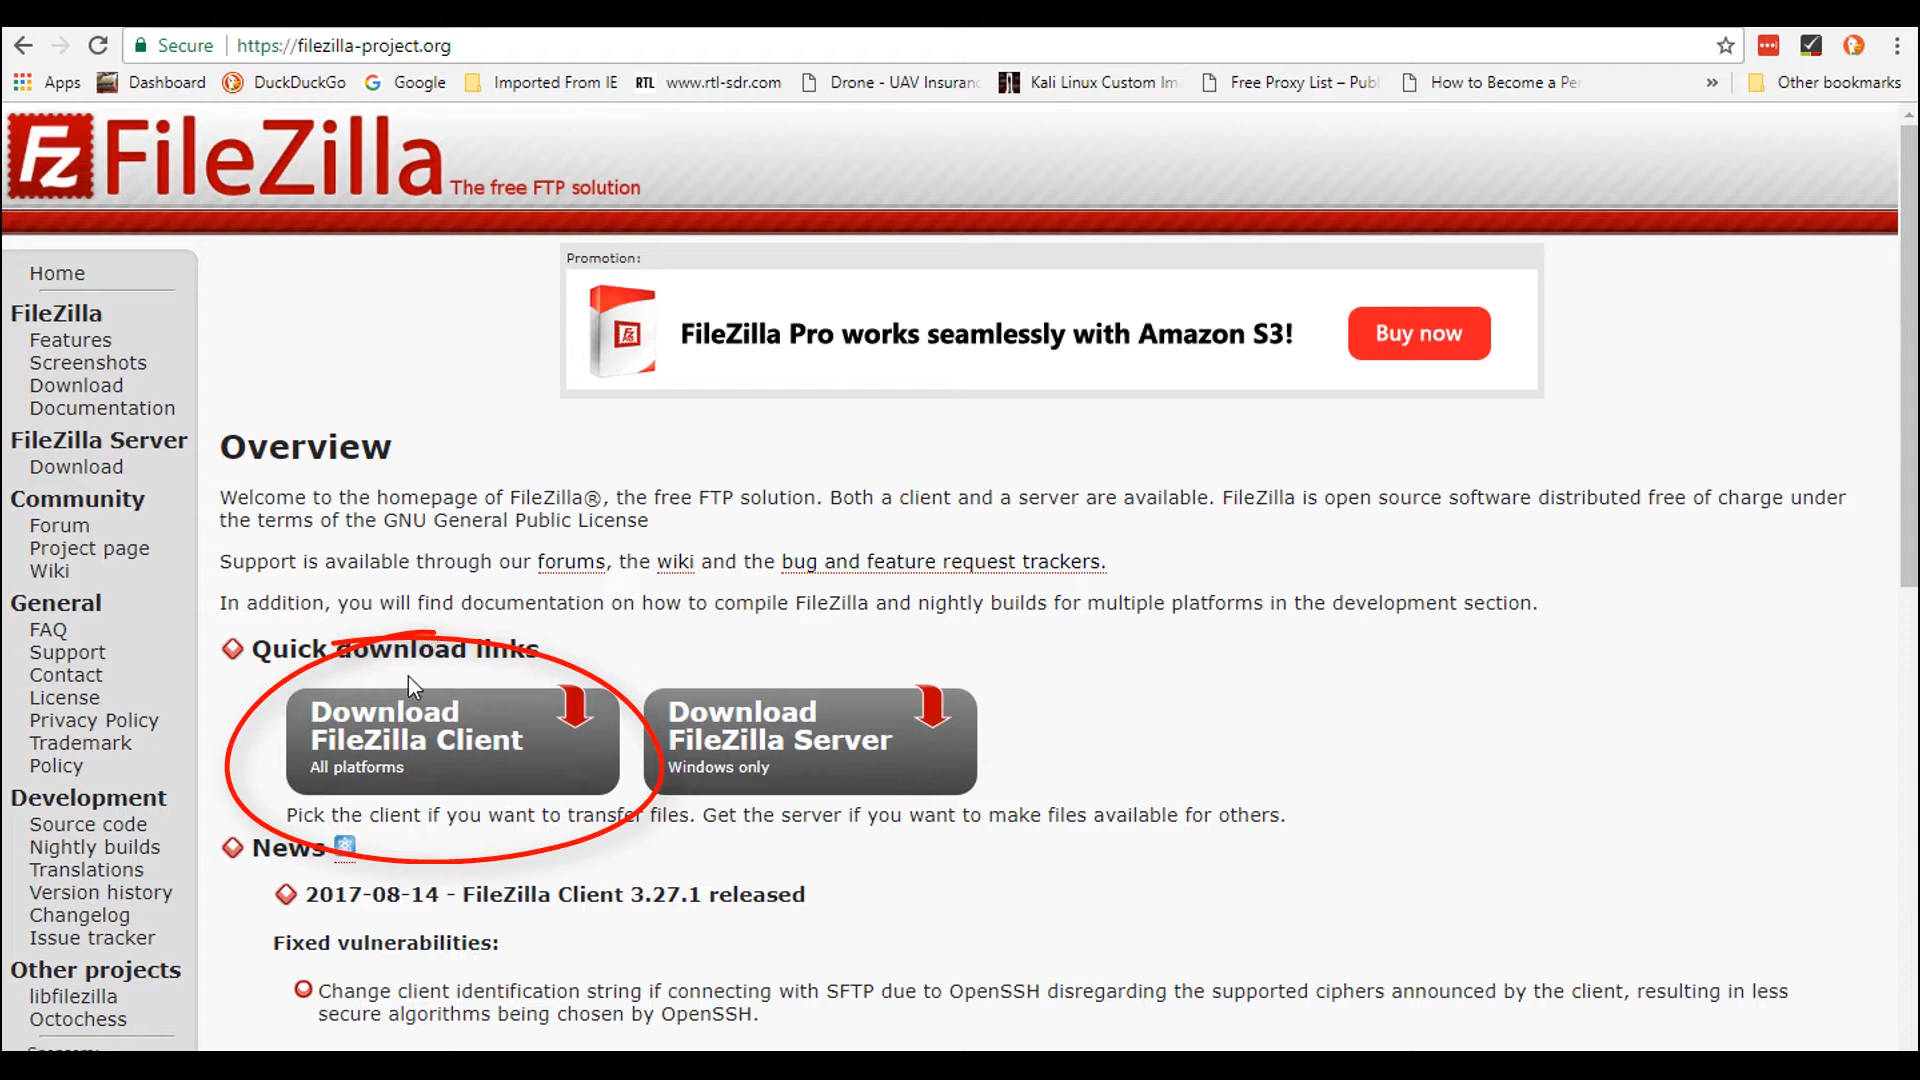 Secure https://filezilla-project.org
Apps Dashboard DuckDuckGo Google Imported From IE RTL www.rtl-sdr.com Drone - UAV Insuranc Kali Linux Custom Im Free Proxy List – Publ How to Become a Pe » Other bookmarks
Fz FileZilla The free FTP solution
Home
FileZilla
Features
Screenshots
Download
Documentation
FileZilla Server
Download
Community
Forum
Project page
Wiki
General
FAQ
Support
Contact
License
Privacy Policy
Trademark
Policy
Development
Source code
Nightly builds
Translations
Version history
Changelog
Issue tracker
Other projects
libfilezilla
Octochess
Promotion:
FileZilla Pro works seamlessly with Amazon S3!
Buy now
Overview
Welcome to the homepage of FileZilla®, the free FTP solution. Both a client and a server are available. FileZilla is open source software distributed free of charge under
the terms of the GNU General Public License
Support is available through our forums, the wiki and the bug and feature request trackers.
In addition, you will find documentation on how to compile FileZilla and nightly builds for multiple platforms in the development section.
Quick download links
Download
FileZilla Client
All platforms
Download
FileZilla Server
Windows only
Pick the client if you want to transfer files. Get the server if you want to make files available for others.
News
2017-08-14 - FileZilla Client 3.27.1 released
Fixed vulnerabilities:
Change client identification string if connecting with SFTP due to OpenSSH disregarding the supported ciphers announced by the client, resulting in less
secure algorithms being chosen by OpenSSH.